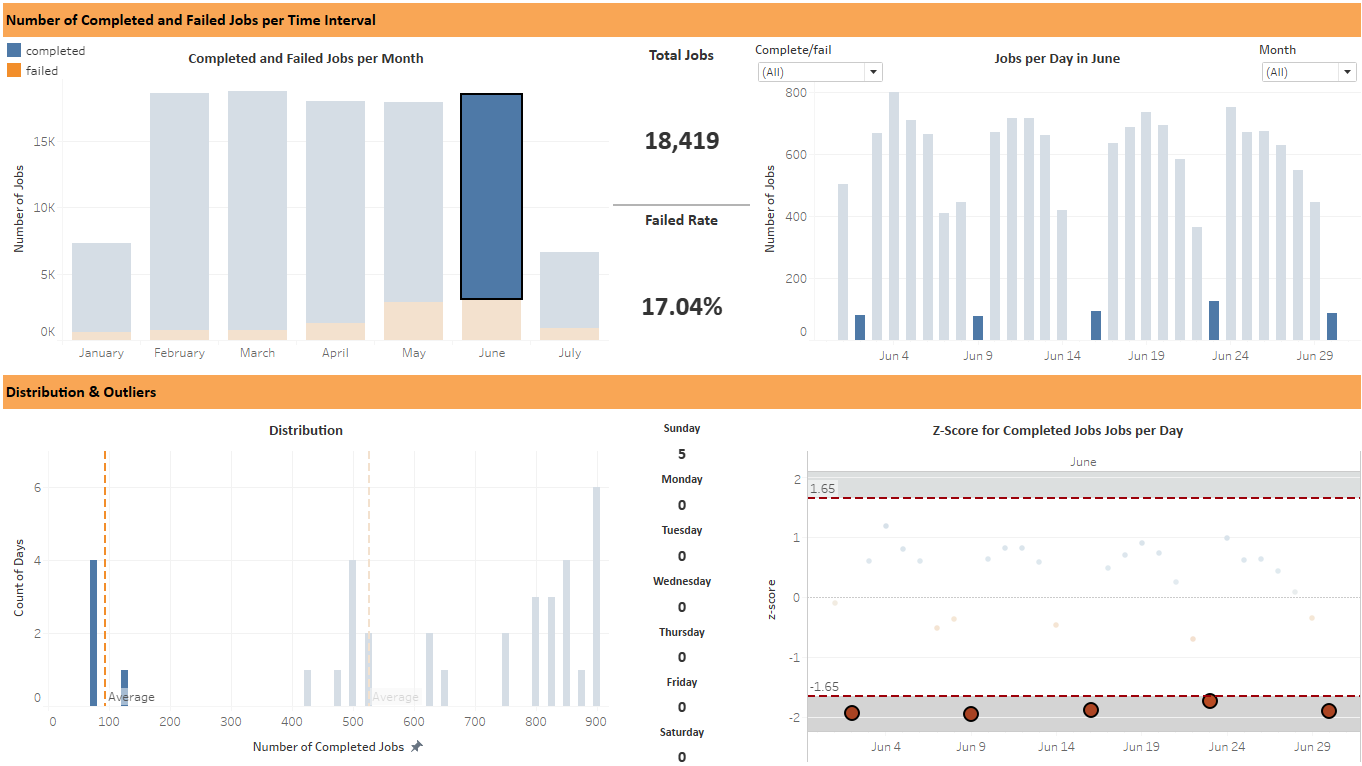 Number of Completed and Failed Jobs per Time Interval
completed
failed
Completed and Failed Jobs per Month
Number of Jobs
15K
10K
5K
0K
January February March April May June July
Total Jobs
18,419
Failed Rate
17.04%
Complete/fail
(All)
Jobs per Day in June
Month
(All)
Number of Jobs
800
600
400
200
0
Jun 4 Jun 9 Jun 14 Jun 19 Jun 24 Jun 29
Distribution & Outliers
Distribution
Count of Days
6
4
2
0
Average
Average
0 100 200 300 400 500 600 700 800 900
Number of Completed Jobs
Sunday
5
Monday
0
Tuesday
0
Wednesday
0
Thursday
0
Friday
0
Saturday
0
Z-Score for Completed Jobs Jobs per Day
June
z-score
2
1.65
1
0
-1
-1.65
-2
Jun 4 Jun 9 Jun 14 Jun 19 Jun 24 Jun 29